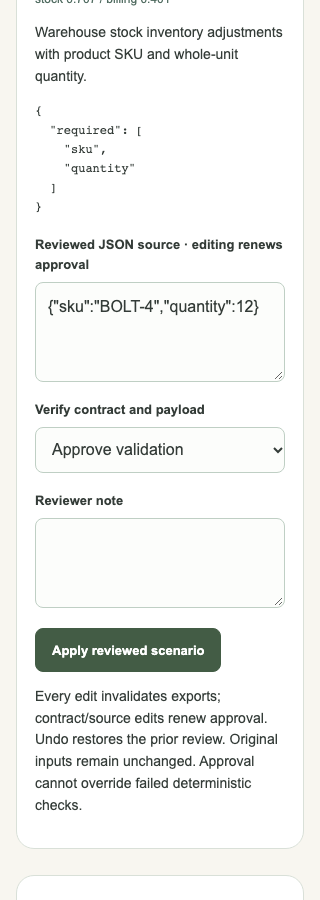 Warehouse stock inventory adjustments
with product SKU and whole-unit
quantity.
{
  "required": [
    "sku",
    "quantity"
  ]
}
Reviewed JSON source · editing renews
approval
{"sku":"BOLT-4","quantity":12}
Verify contract and payload
Approve validation
Reviewer note
Apply reviewed scenario
Every edit invalidates exports;
contract/source edits renew approval.
Undo restores the prior review. Original
inputs remain unchanged. Approval
cannot override failed deterministic
checks.